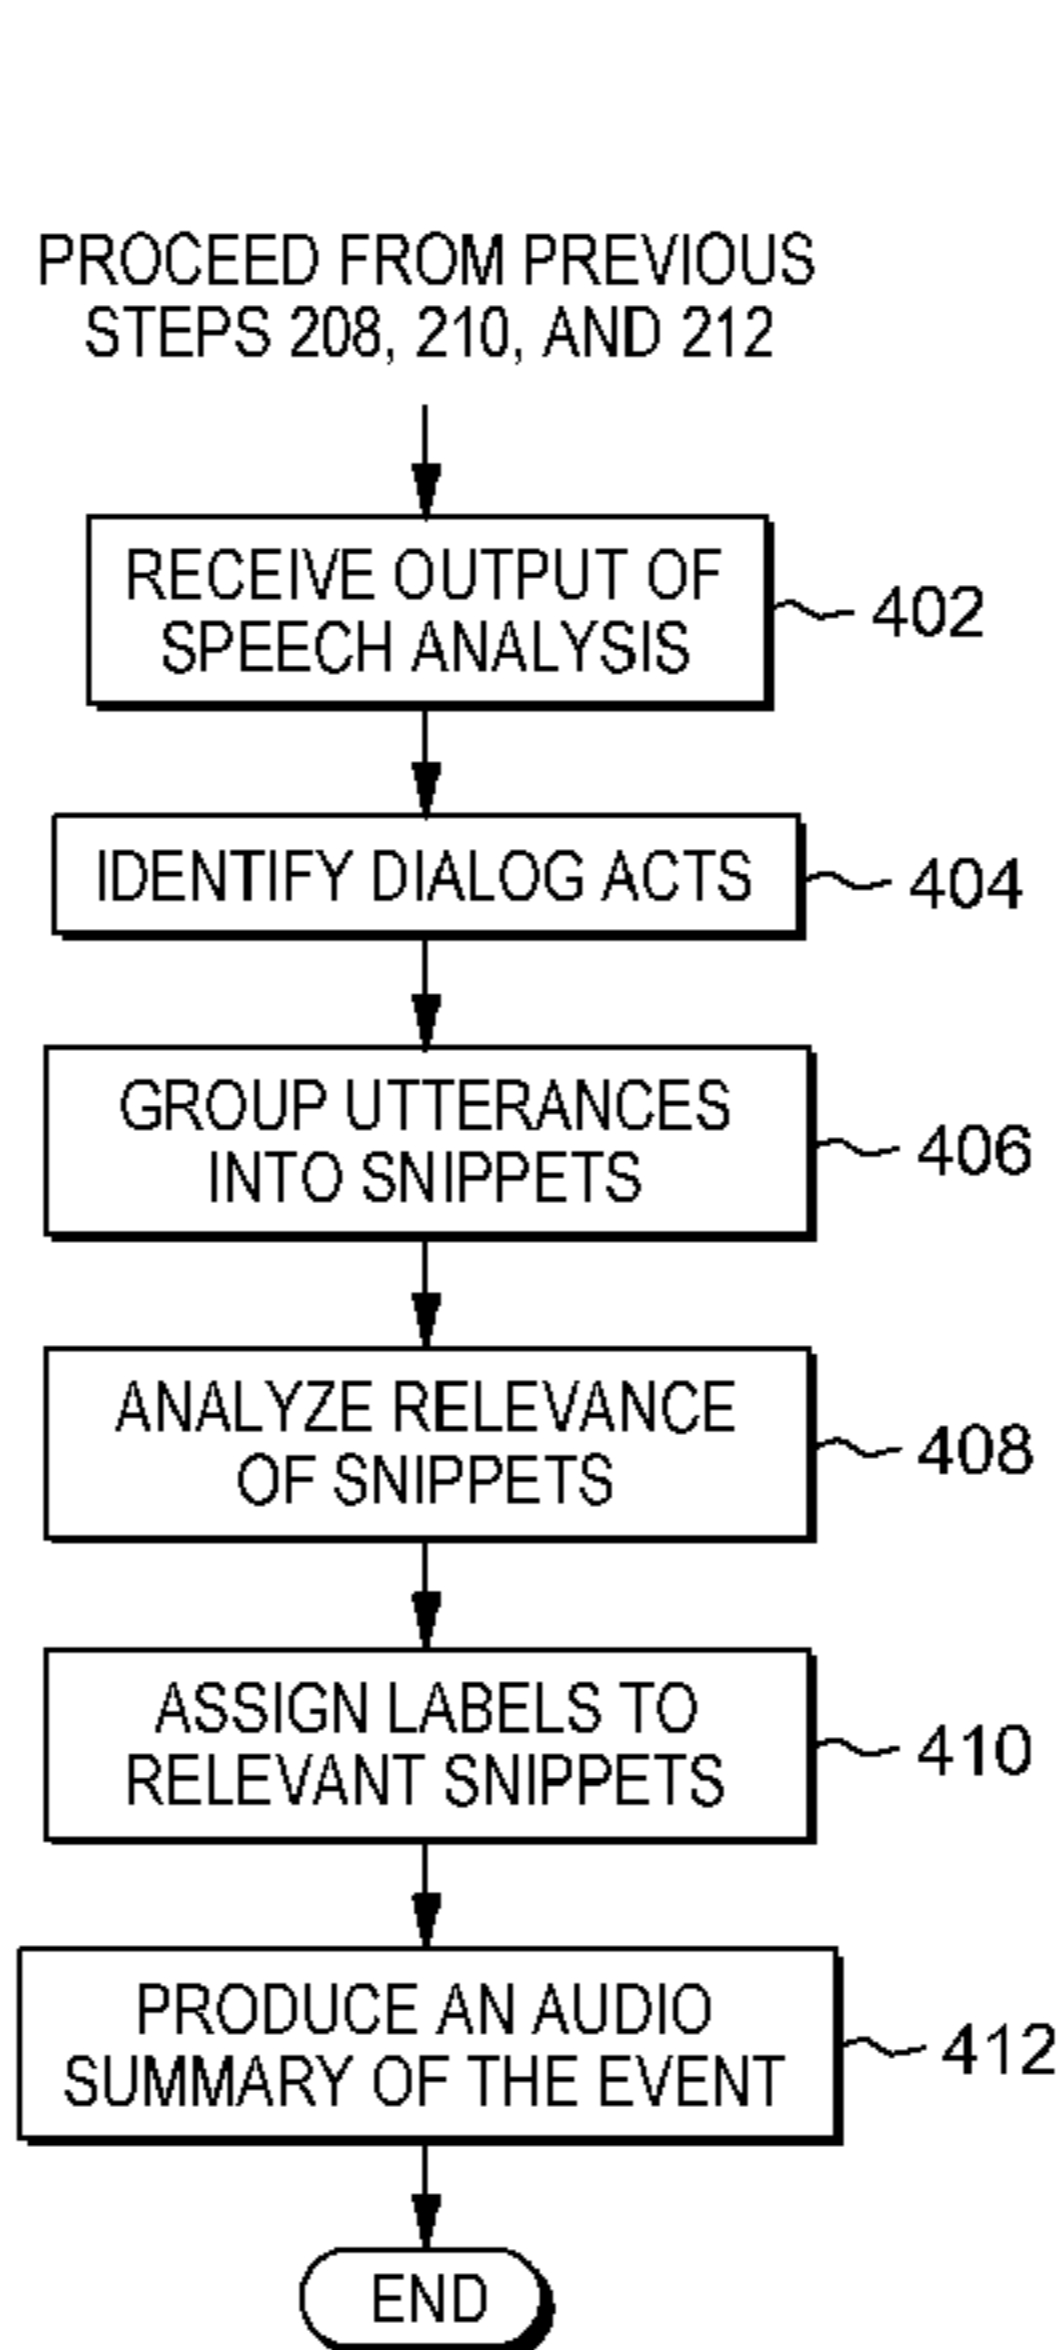 PROCEED FROM PREVIOUS
STEPS 208, 210, AND 212
RECEIVE OUTPUT OF
SPEECH ANALYSIS
402
IDENTIFY DIALOG ACTS
404
GROUP UTTERANCES
INTO SNIPPETS
406
ANALYZE RELEVANCE
OF SNIPPETS
408
ASSIGN LABELS TO
RELEVANT SNIPPETS
410
PRODUCE AN AUDIO
SUMMARY OF THE EVENT
412
END